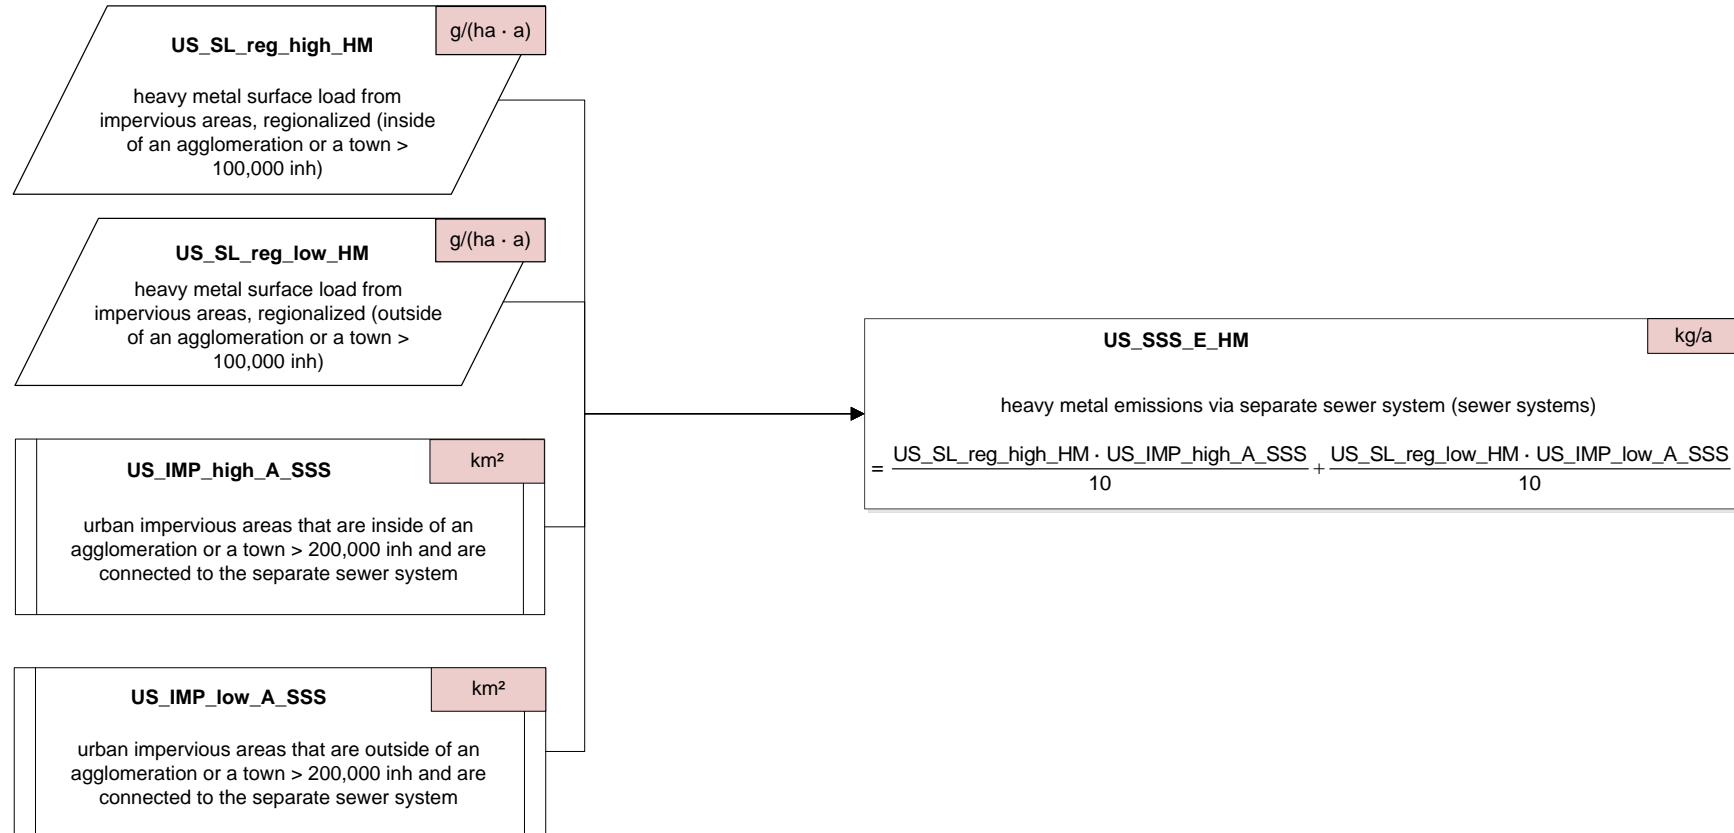 US_SL_reg_high_HM
g/(ha · a)
heavy metal surface load from
impervious areas, regionalized (inside
of an agglomeration or a town >
100,000 inh)
US_SL_reg_low_HM
g/(ha · a)
heavy metal surface load from
impervious areas, regionalized (outside
of an agglomeration or a town >
100,000 inh)
US_IMP_high_A_SSS
km²
urban impervious areas that are inside of an
agglomeration or a town > 200,000 inh and are
connected to the separate sewer system
US_IMP_low_A_SSS
km²
urban impervious areas that are outside of an
agglomeration or a town > 200,000 inh and are
connected to the separate sewer system
US_SSS_E_HM
kg/a
heavy metal emissions via separate sewer system (sewer systems)
US_SL_reg_high_HM · US_IMP_high_A_SSS US_SL_reg_low_HM · US_IMP_low_A_SSS
= +
10 10